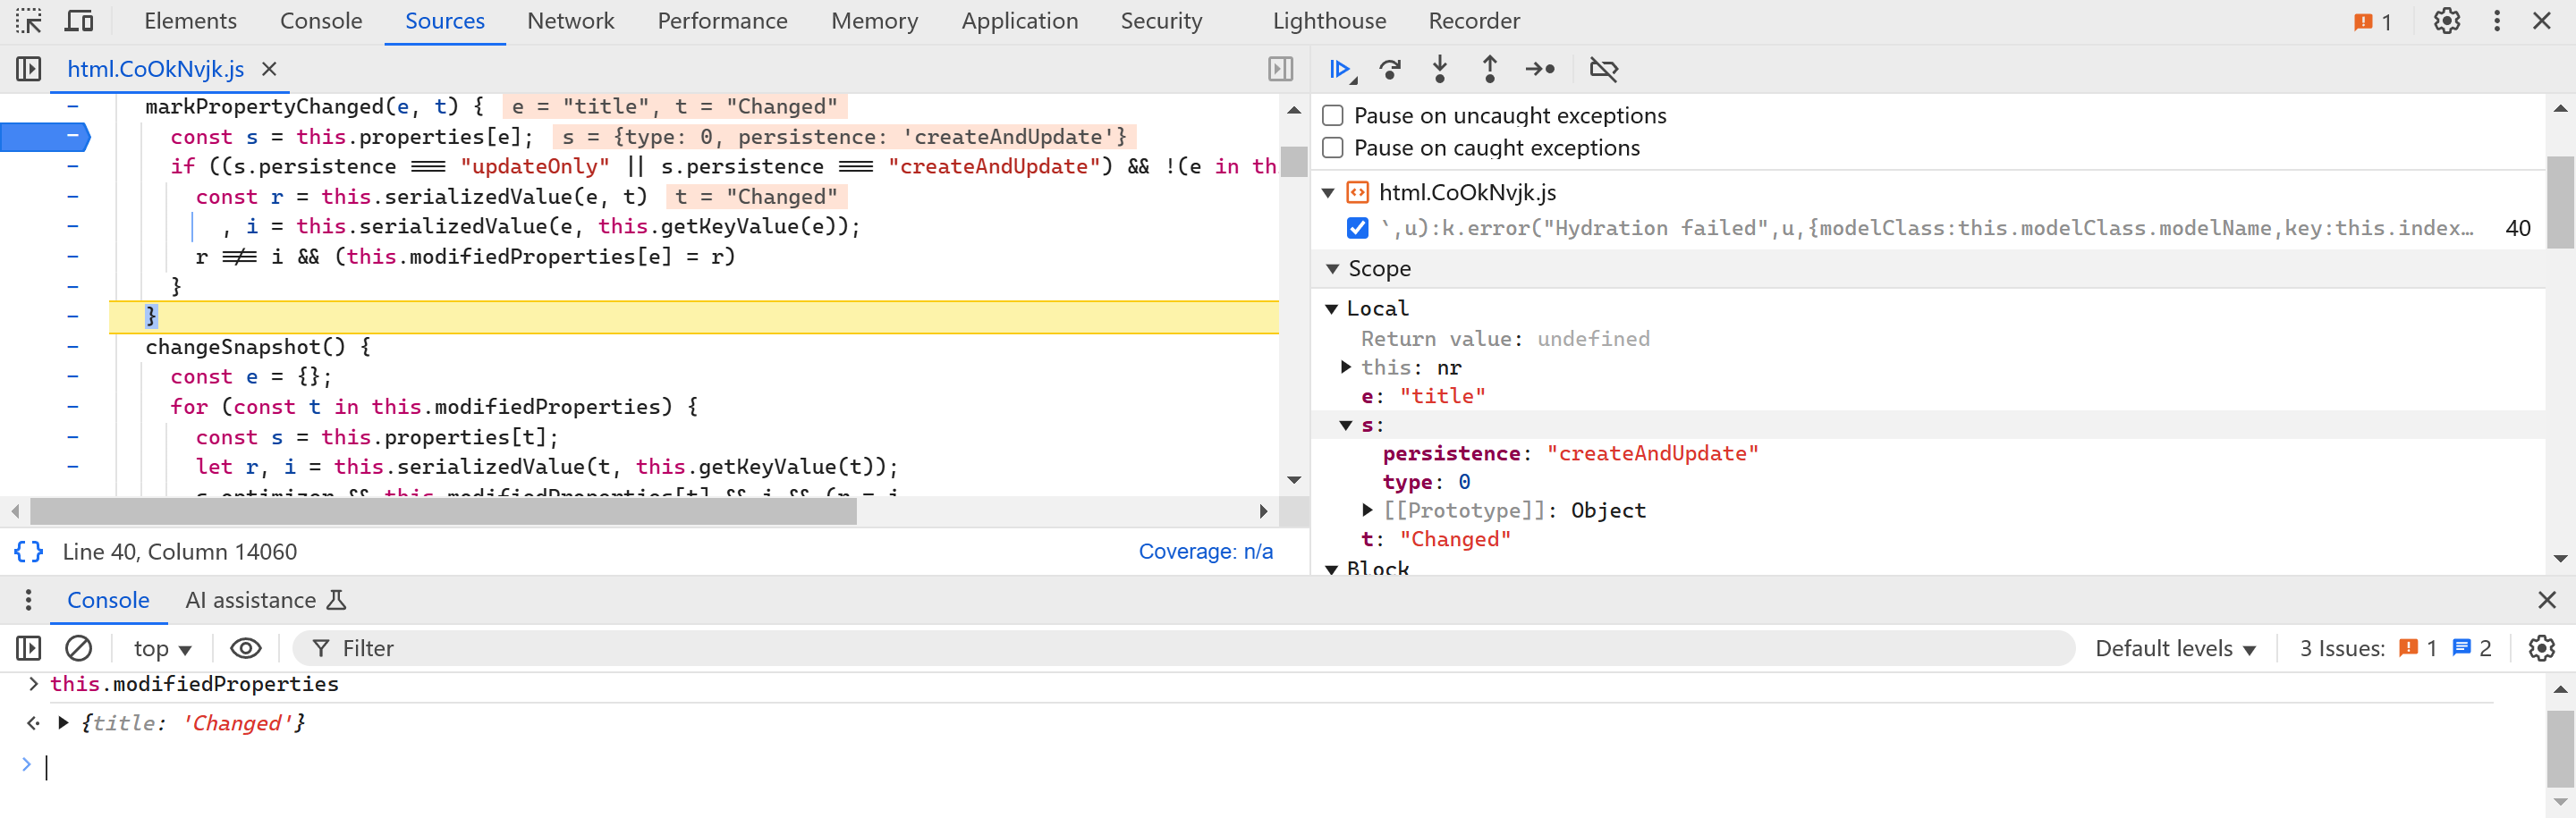 Elements Console Sources Network Performance Memory Application Security Lighthouse Recorder 1
html.CoOkNvjk.js
markPropertyChanged(e, t) { e = "title", t = "Changed"
const s = this.properties[e]; s = {type: 0, persistence: 'createAndUpdate'}
if ((s.persistence === "updateOnly" || s.persistence === "createAndUpdate") && !(e in th
const r = this.serializedValue(e, t) t = "Changed"
, i = this.serializedValue(e, this.getKeyValue(e));
r !== i && (this.modifiedProperties[e] = r)
}
}
changeSnapshot() {
const e = {};
for (const t in this.modifiedProperties) {
const s = this.properties[t];
let r, i = this.serializedValue(t, this.getKeyValue(t));
{} Line 40, Column 14060 Coverage: n/a
Pause on uncaught exceptions
Pause on caught exceptions
html.CoOkNvjk.js
`,u):k.error("Hydration failed",u,{modelClass:this.modelClass.modelName,key:this.index… 40
Scope
Local
Return value: undefined
this: nr
e: "title"
s:
persistence: "createAndUpdate"
type: 0
[[Prototype]]: Object
t: "Changed"
Block
Console AI assistance
top Filter Default levels 3 Issues: 1 2
> this.modifiedProperties
{title: 'Changed'}
>